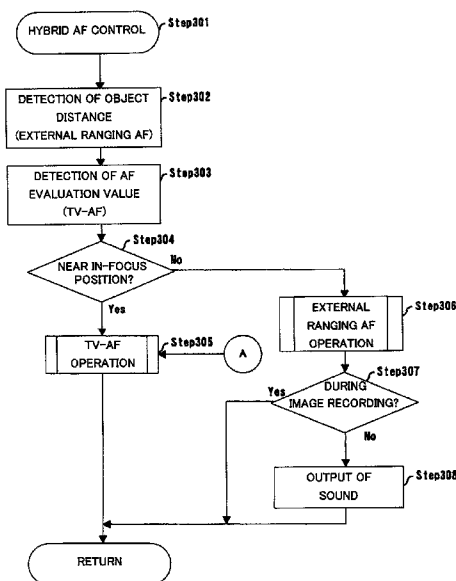 HYBRID AF CONTROL
Step301
DETECTION OF OBJECT
DISTANCE
(EXTERNAL RANGING AF)
Step302
DETECTION OF AF
EVALUATION VALUE
(TV-AF)
Step303
Step304
NEAR IN-FOCUS
POSITION?
No
Yes
TV-AF
OPERATION
Step305
A
EXTERNAL
RANGING AF
OPERATION
Step306
Step307
DURING
IMAGE RECORDING?
Yes
No
OUTPUT OF
SOUND
Step308
RETURN